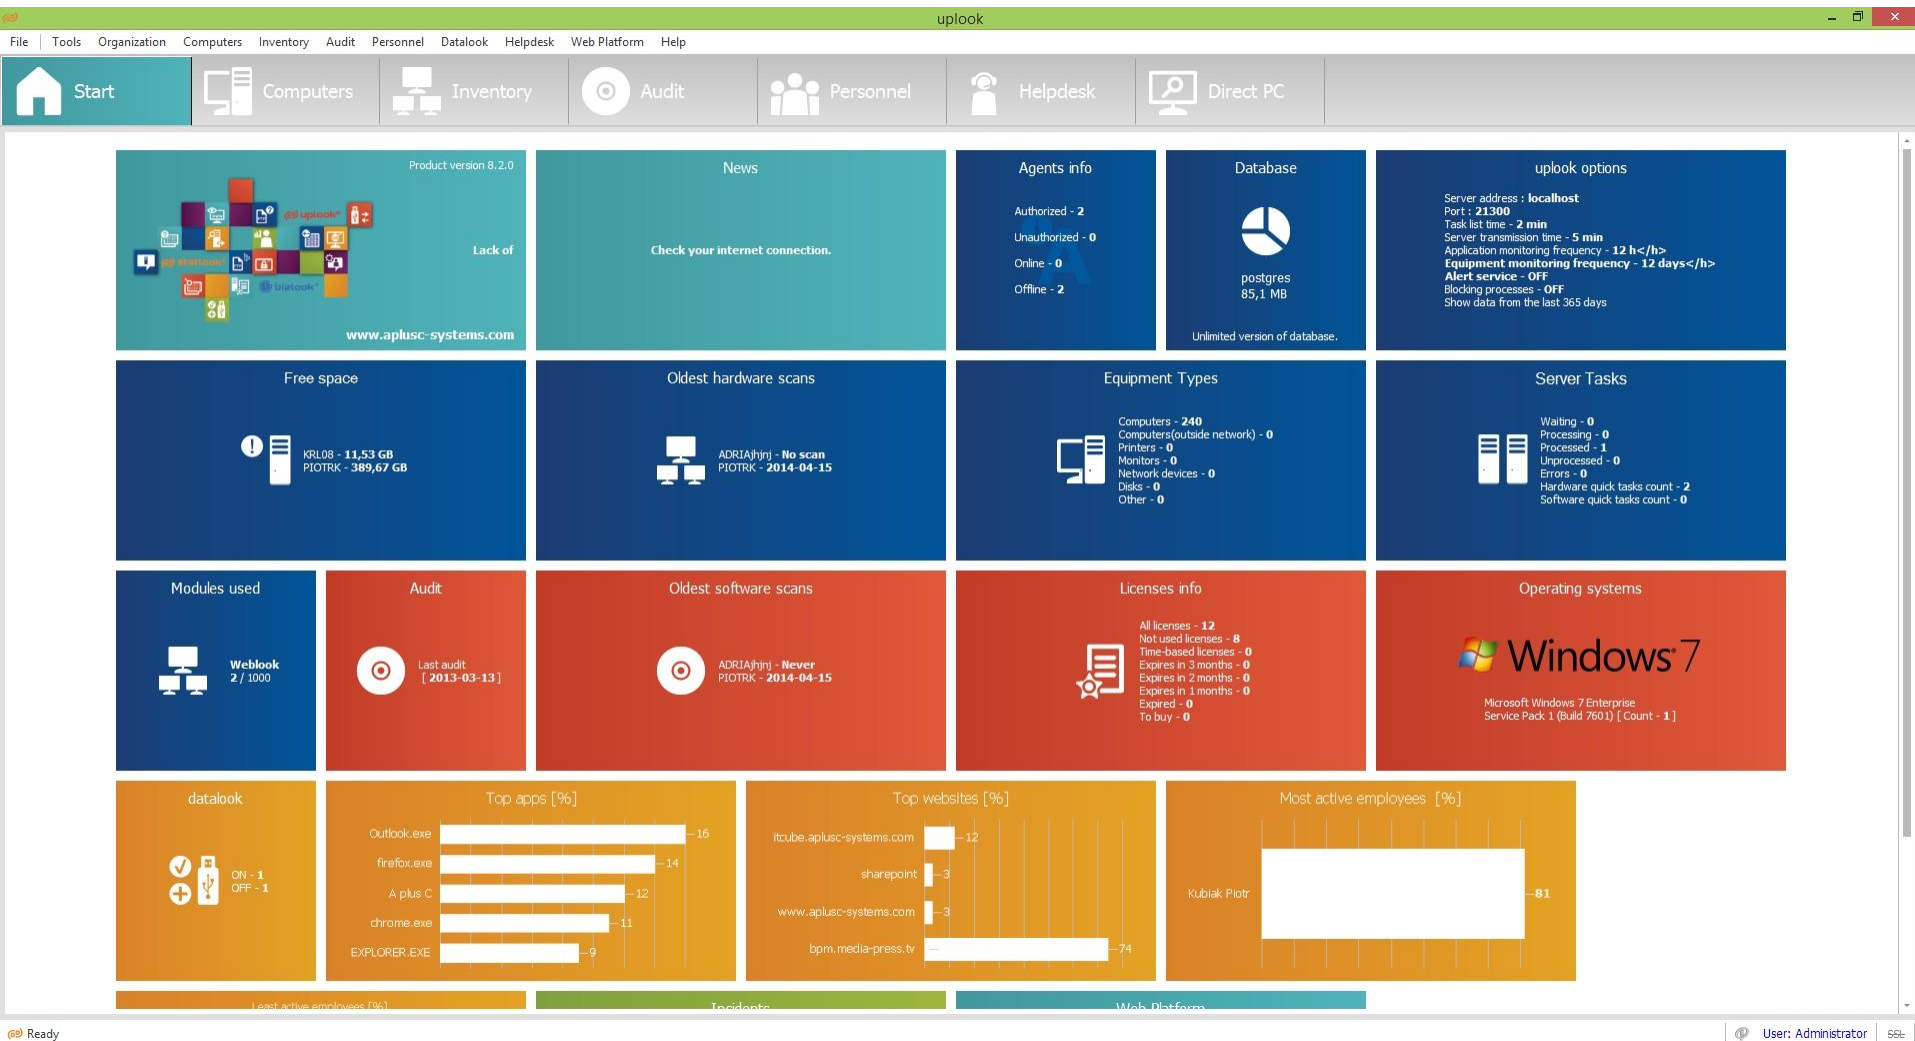 uplook
File Tools Organization Computers Inventory Audit Personnel Datalook Helpdesk Web Platform Help
Start Computers Inventory Audit Personnel Helpdesk Direct PC
Product version 8.2.0
uplook
statlook
bialook
Lack of
www.aplusc-systems.com
News
Check your internet connection.
Agents info
Authorized - 2
Unauthorized - 0
Online - 0
Offline - 2
Database
postgres
85,1 MB
Unlimited version of database.
uplook options
Server address : localhost
Port : 21300
Task list time - 2 min
Server transmission time - 5 min
Application monitoring frequency - 12 h</h>
Equipment monitoring frequency - 12 days</h>
Alert service - OFF
Blocking processes - OFF
Show data from the last 365 days
Free space
KRL08 - 11,53 GB
PIOTRK - 389,67 GB
Oldest hardware scans
ADRIAjhjnj - No scan
PIOTRK - 2014-04-15
Equipment Types
Computers - 240
Computers(outside network) - 0
Printers - 0
Monitors - 0
Network devices - 0
Disks - 0
Other - 0
Server Tasks
Waiting - 0
Processing - 0
Processed - 1
Unprocessed - 0
Errors - 0
Hardware quick tasks count - 2
Software quick tasks count - 0
Modules used
Weblook
2 / 1000
Audit
Last audit
[ 2013-03-13 ]
Oldest software scans
ADRIAjhjnj - Never
PIOTRK - 2014-04-15
Licenses info
All licenses - 12
Not used licenses - 8
Time-based licenses - 0
Expires in 3 months - 0
Expires in 2 months - 0
Expires in 1 months - 0
Expired - 0
To buy - 0
Operating systems
Windows 7
Microsoft Windows 7 Enterprise
Service Pack 1 (Build 7601) [ Count - 1 ]
datalook
ON - 1
OFF - 1
Top apps [%]
Outlook.exe 16
firefox.exe 14
A plus C 12
chrome.exe 11
EXPLORER.EXE 9
Top websites [%]
itcube.aplusc-systems.com 12
sharepoint 3
www.aplusc-systems.com 3
bpm.media-press.tv 74
Most active employees [%]
Kubiak Piotr 81
Least active employees [%]
Incidents
Web Platform
Ready
User: Administrator
SSL